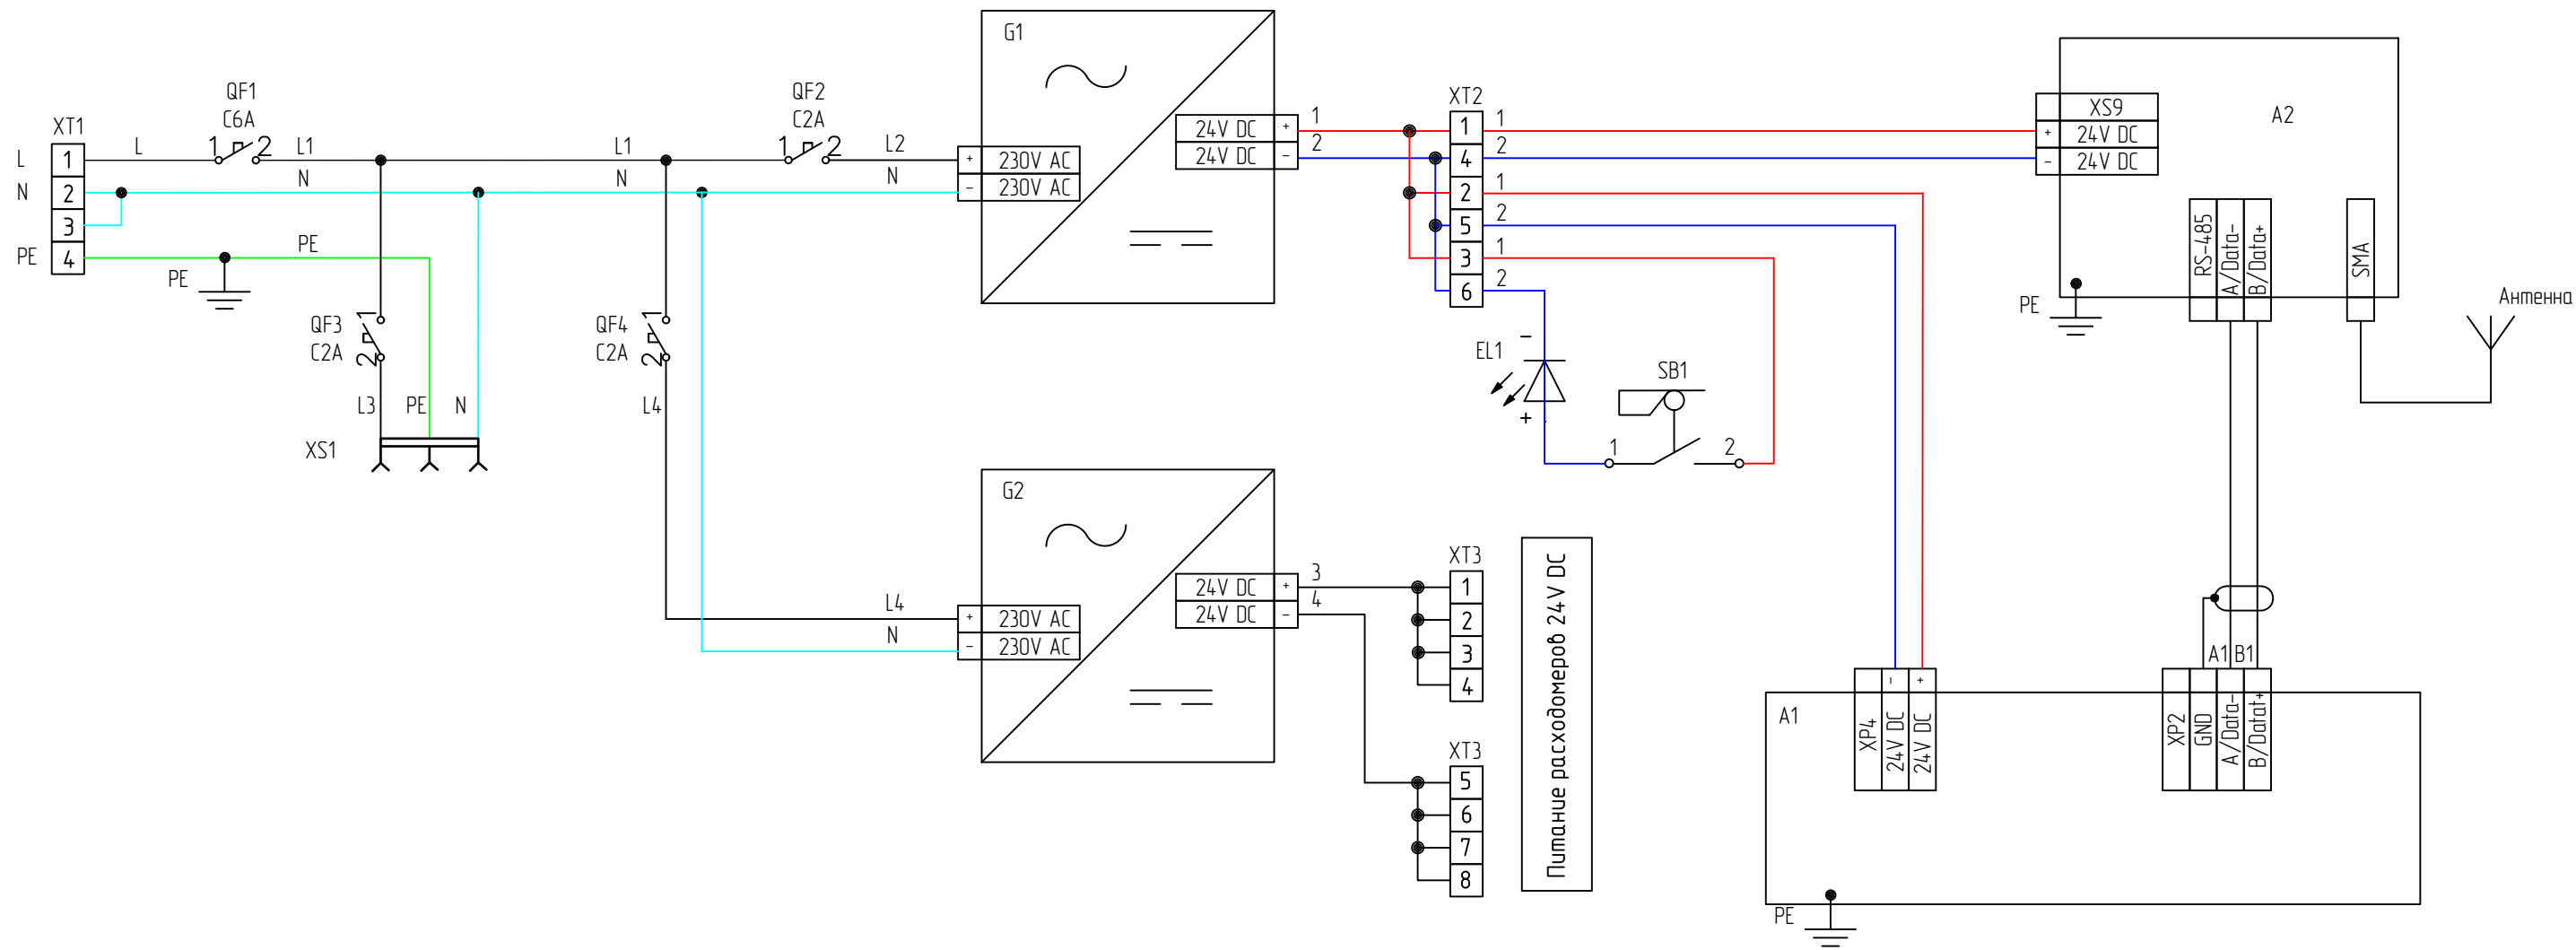 G1
QF1
C6A
QF2
C2A
XT1
L
1
L
1
2
L1
L1
1
2
L2
N
2
N
N
N
3
PE
4
PE
PE
230V AC
230V AC
+
−
24V DC
24V DC
+
−
1
2
XT2
1
4
2
5
3
6
1
2
1
2
1
2
XS9
+
24V DC
−
24V DC
A2
RS-485
A/Data-
B/Data+
SMA
PE
Антенна
QF3
C2A
1
2
QF4
C2A
1
2
L3
PE
N
L4
XS1
EL1
−
+
SB1
1
2
G2
L4
N
+
230V AC
−
230V AC
24V DC
+
24V DC
−
3
4
XT3
1
2
3
4
XT3
5
6
7
8
Питание расходомеров 24V DC
A1
XP4
−
24V DC
+
24V DC
A1
B1
XP2
GND
A/Data-
B/Datat+
PE